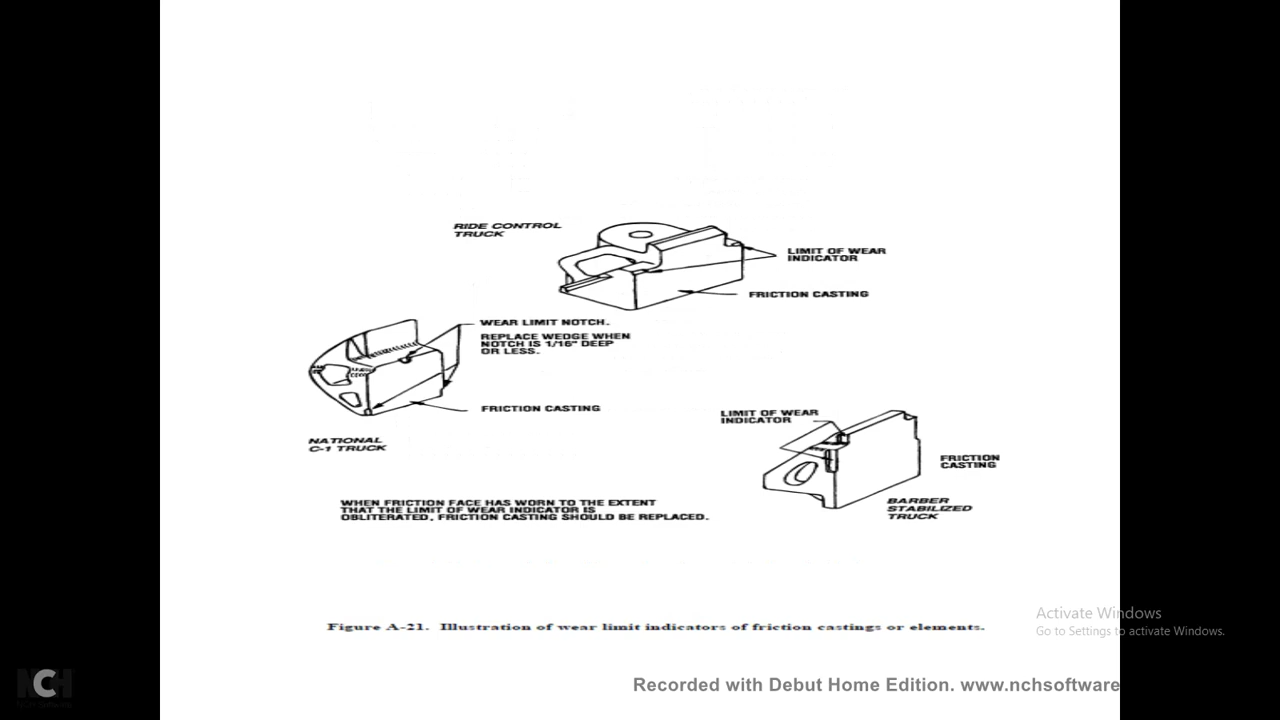 RIDE CONTROL
TRUCK
LIMIT OF WEAR
INDICATOR
FRICTION CASTING
WEAR LIMIT NOTCH.
REPLACE WEDGE WHEN
NOTCH IS 1/16" DEEP
OR LESS.
FRICTION CASTING
NATIONAL
C-1 TRUCK
LIMIT OF WEAR
INDICATOR
FRICTION
CASTING
BARBER
STABILIZED
TRUCK
WHEN FRICTION FACE HAS WORN TO THE EXTENT
THAT THE LIMIT OF WEAR INDICATOR IS
OBLITERATED, FRICTION CASTING SHOULD BE REPLACED.
Figure A-21. Illustration of wear limit indicators of friction castings or elements.
Activate Windows
Go to Settings to activate Windows.
NCH
Recorded with Debut Home Edition. www.nchsoftware